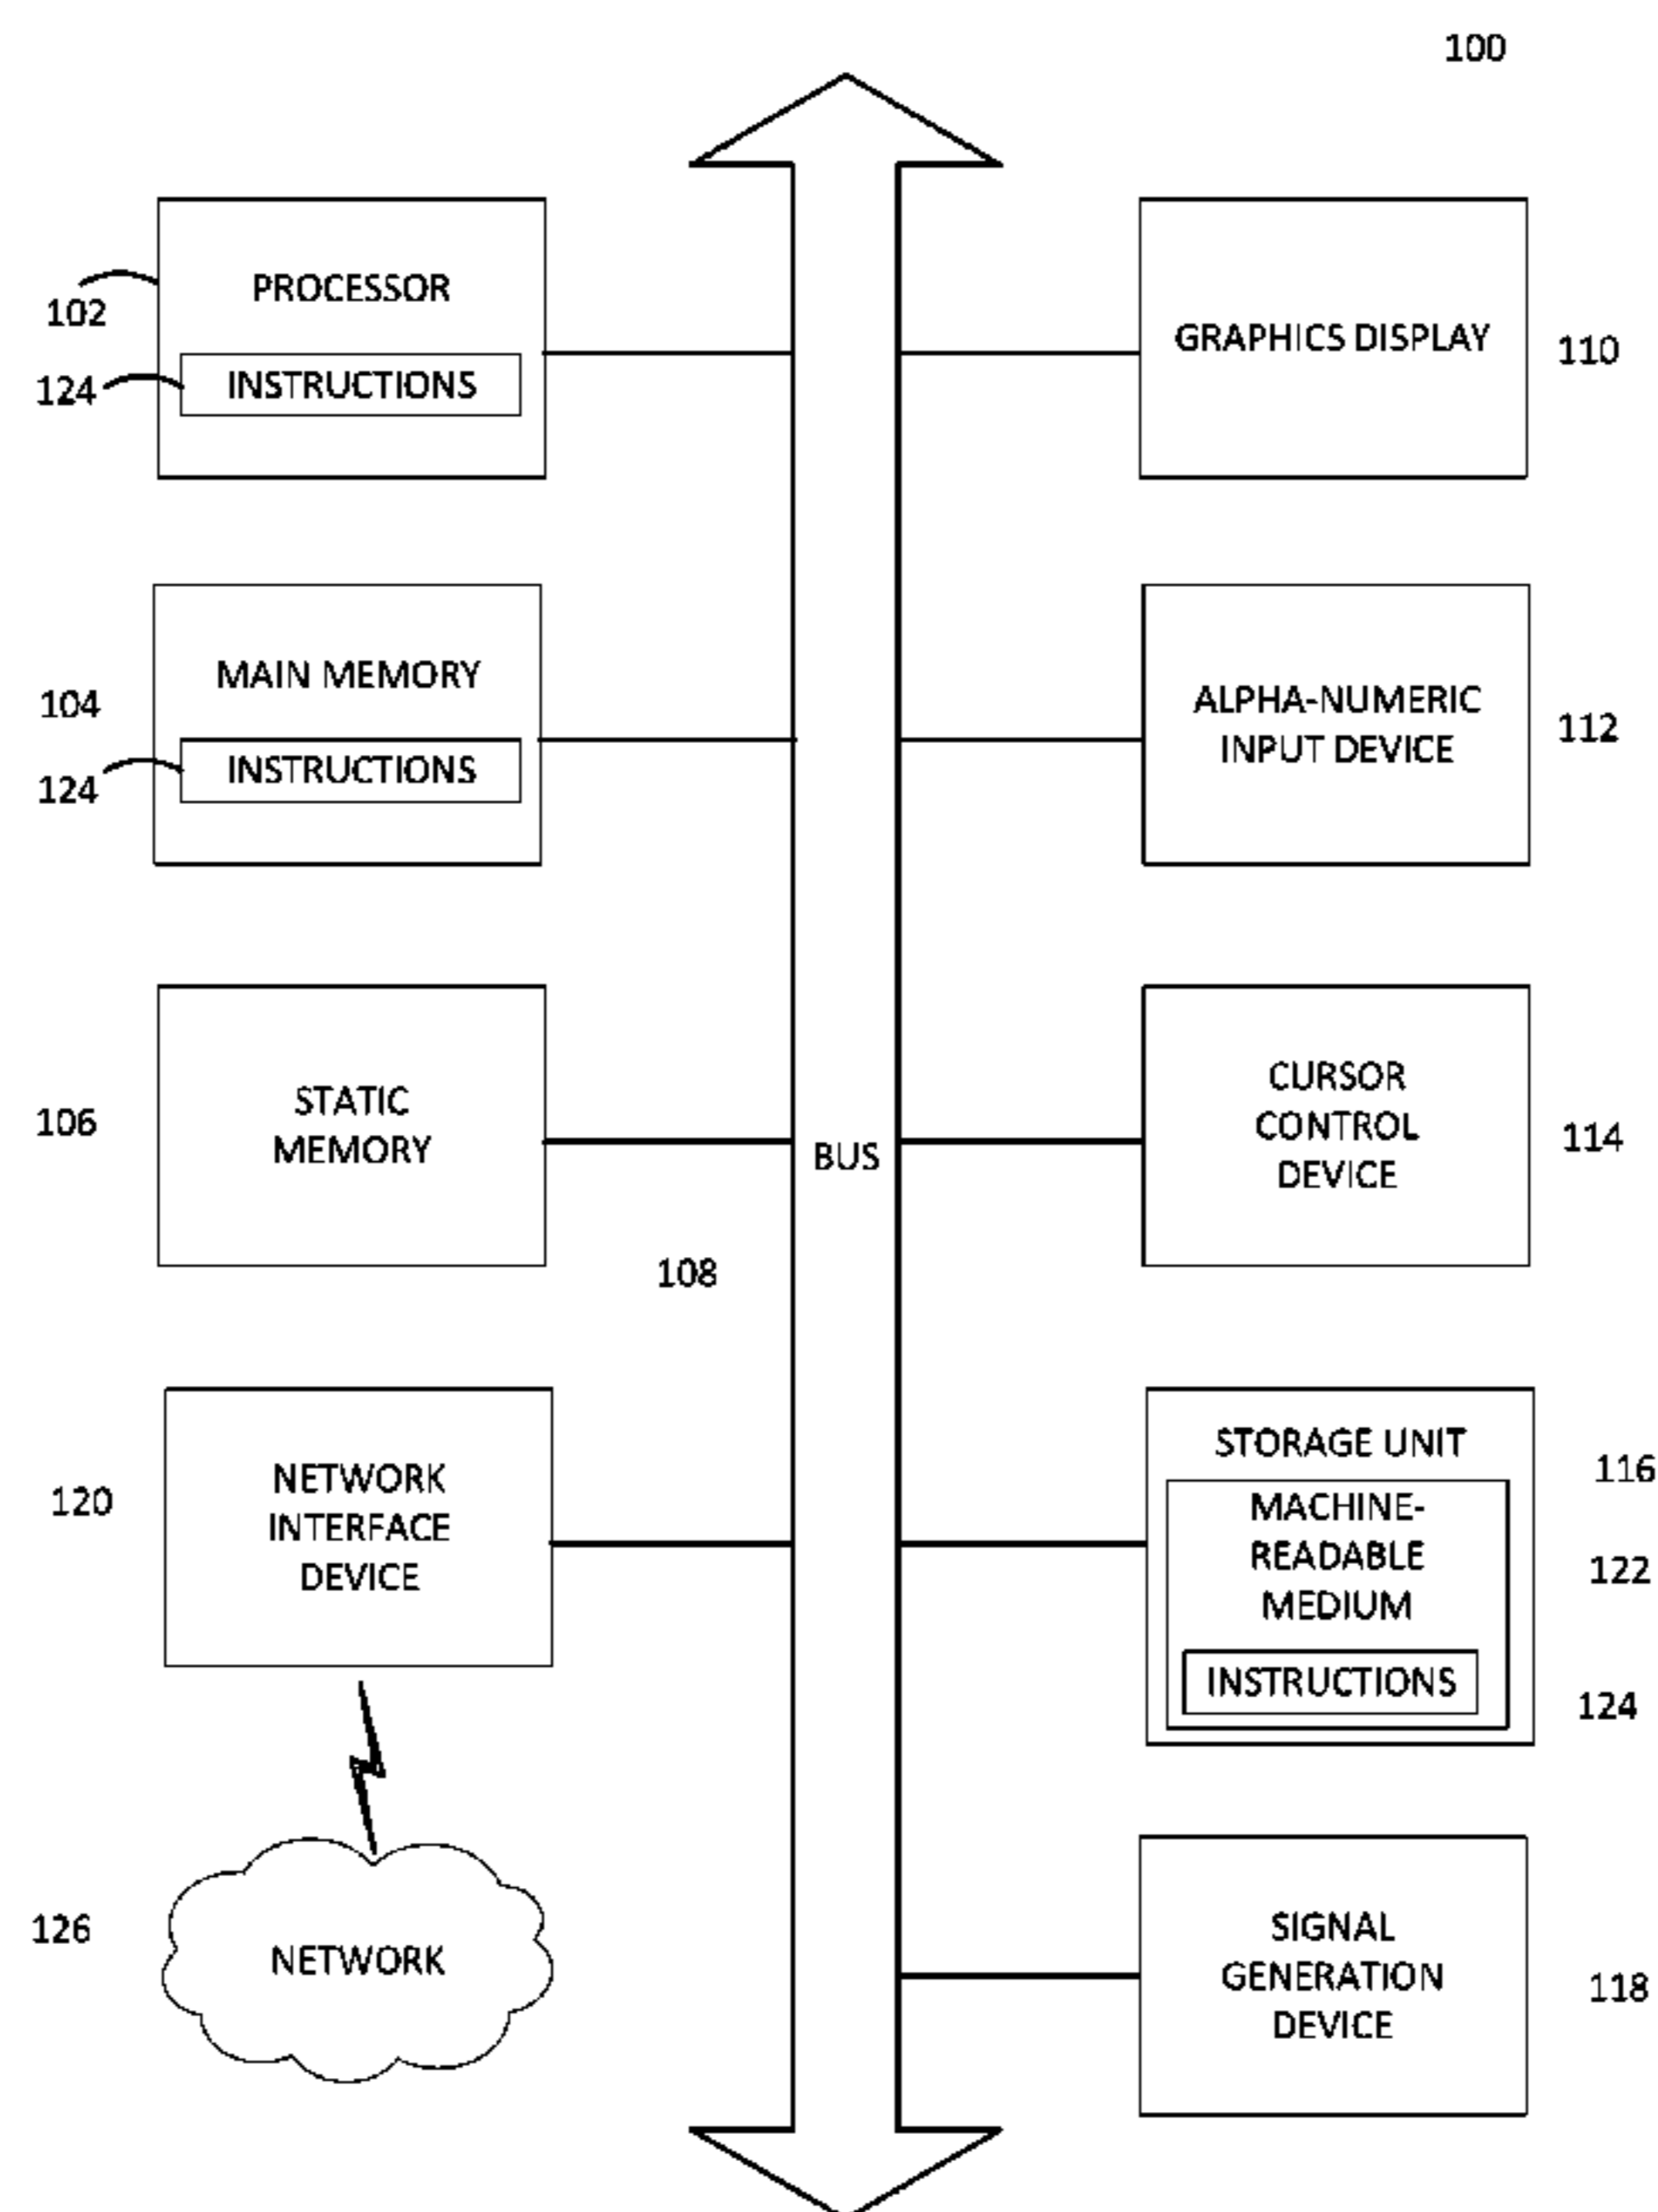 100
PROCESSOR
102
INSTRUCTIONS
124
GRAPHICS DISPLAY
110
MAIN MEMORY
104
INSTRUCTIONS
124
ALPHA-NUMERIC
INPUT DEVICE
112
STATIC
MEMORY
106
BUS
108
CURSOR
CONTROL
DEVICE
114
NETWORK
INTERFACE
DEVICE
120
STORAGE UNIT
116
MACHINE-
READABLE
MEDIUM
122
INSTRUCTIONS
124
NETWORK
126
SIGNAL
GENERATION
DEVICE
118